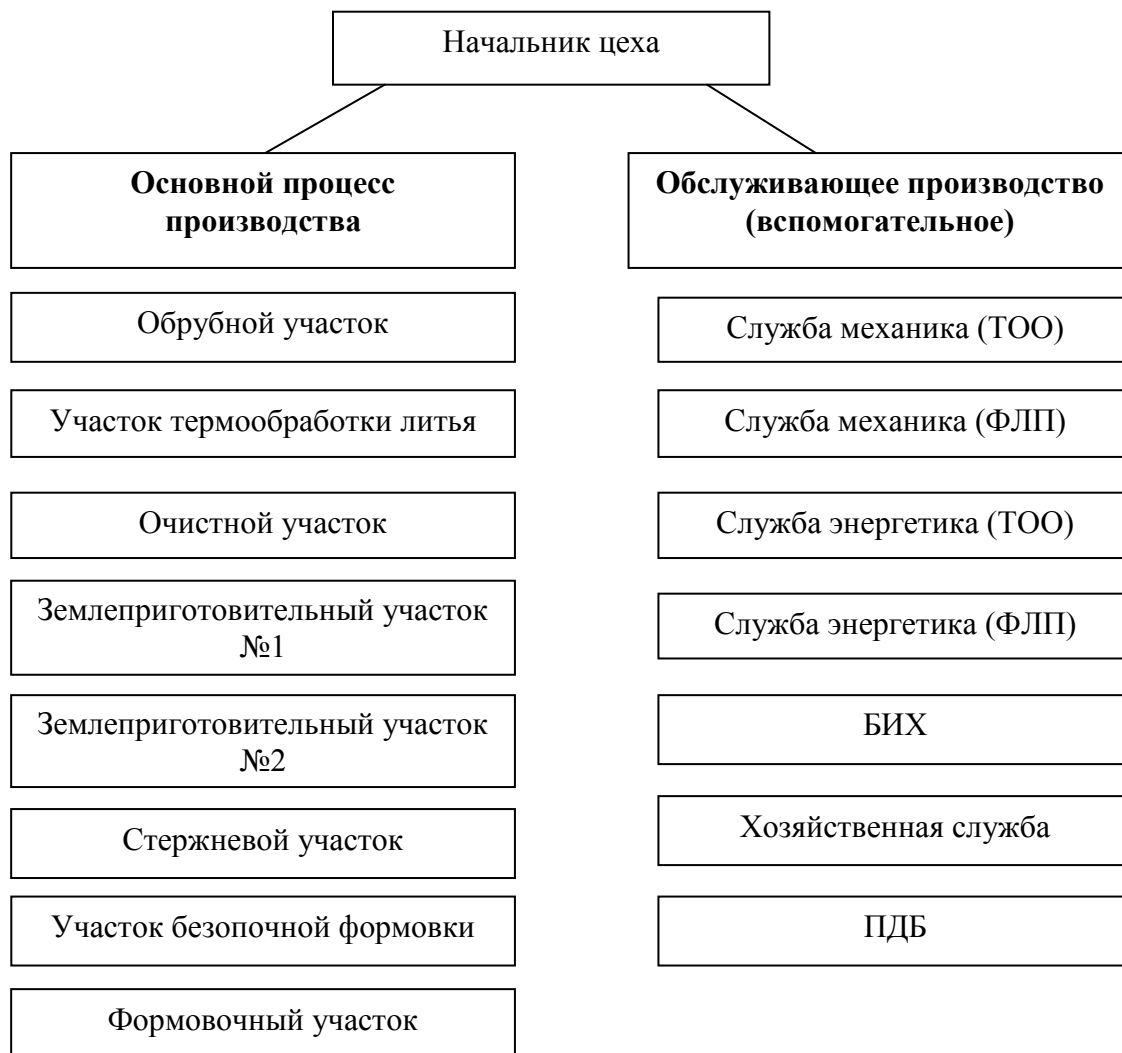 Начальник цеха
Основной процесс
производства
Обрубной участок
Участок термообработки литья
Очистной участок
Землеприготовительный участок
№1
Землеприготовительный участок
№2
Стержневой участок
Участок безопочной формовки
Формовочный участок
Обслуживающее производство
(вспомогательное)
Служба механика (ТОО)
Служба механика (ФЛП)
Служба энергетика (ТОО)
Служба энергетика (ФЛП)
БИХ
Хозяйственная служба
ПДБ